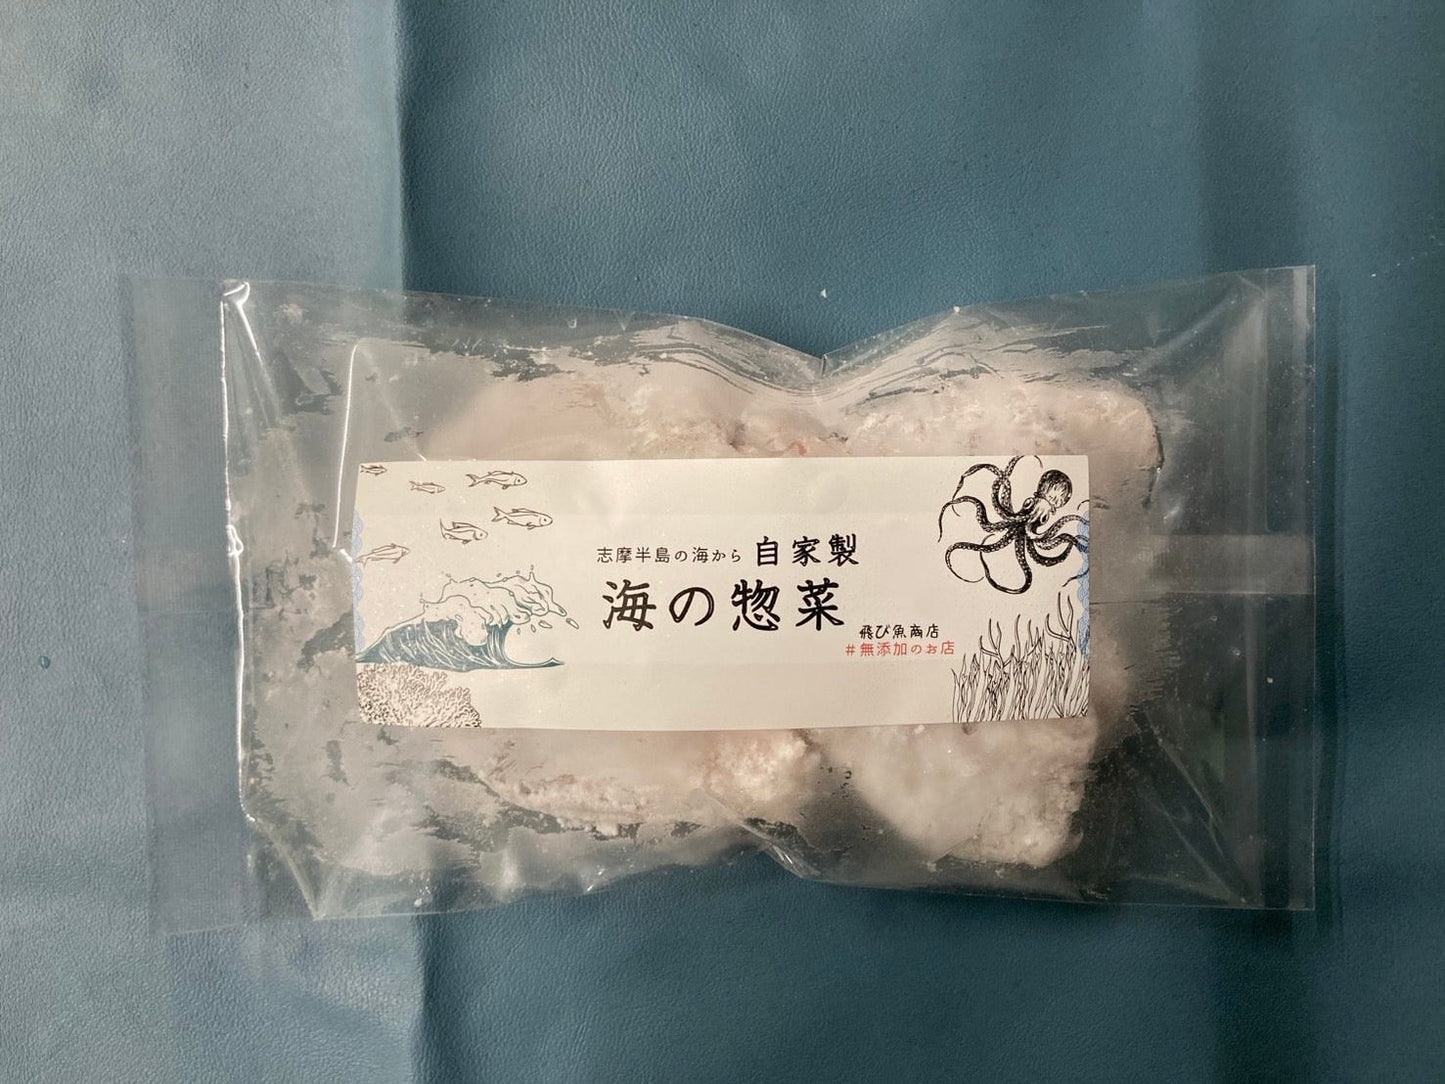 志摩半島の海から 自家製
海の惣菜
飛び魚商店
#無添加のお店